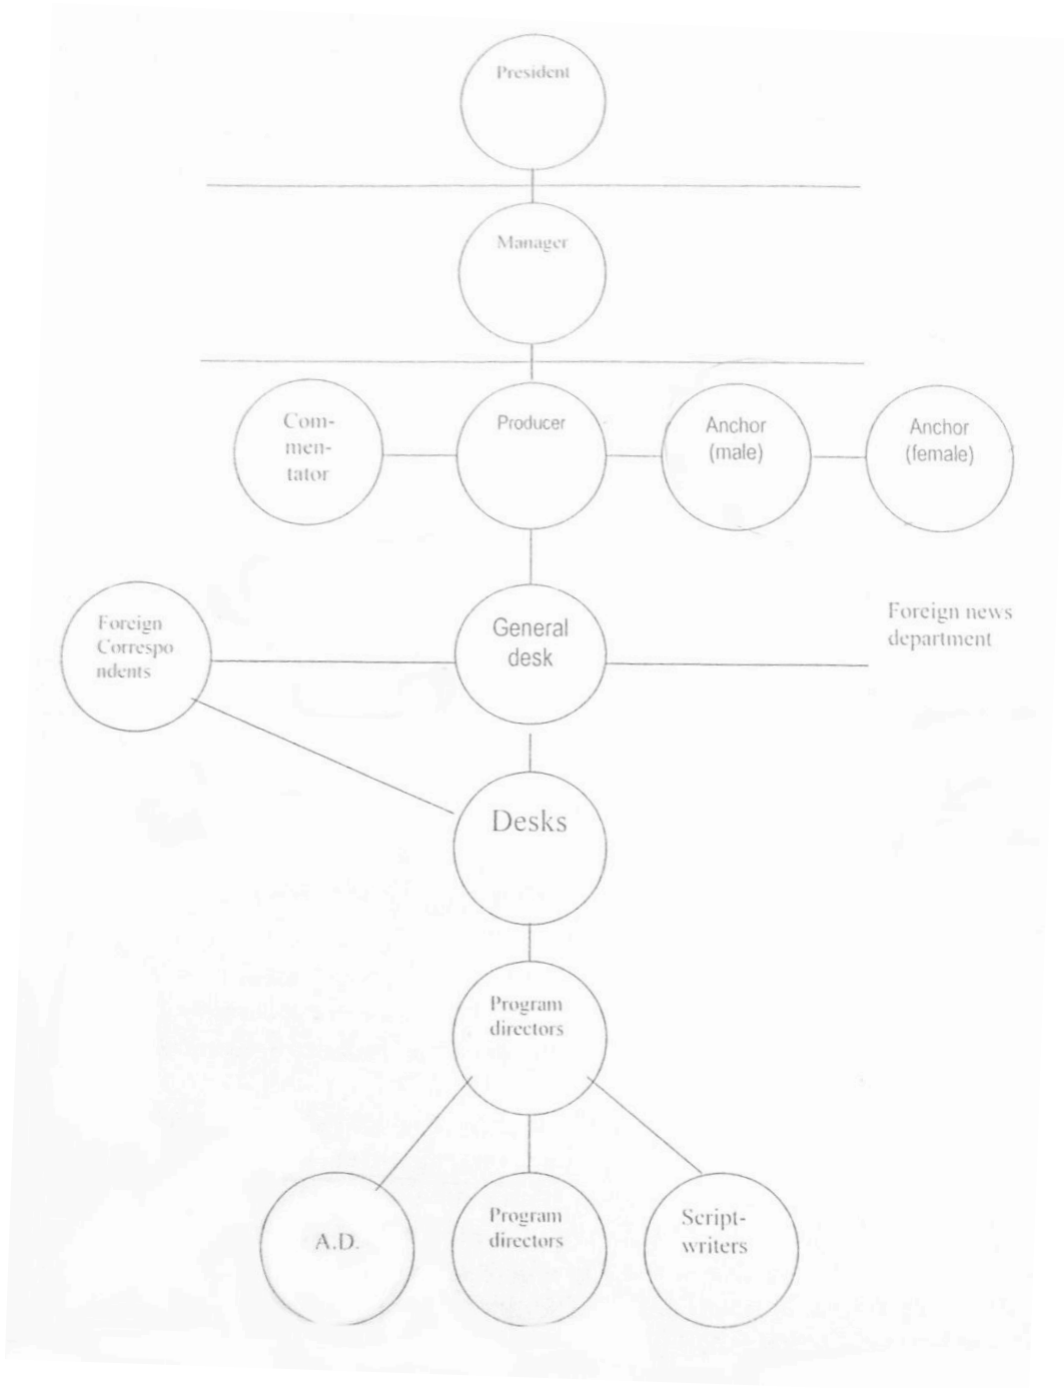 President
Manager
Com-
men-
tator
Producer
Anchor
(male)
Anchor
(female)
Foreign
Correspo
ndents
General
desk
Foreign news
department
Desks
Program
directors
A.D.
Program
directors
Script-
writers